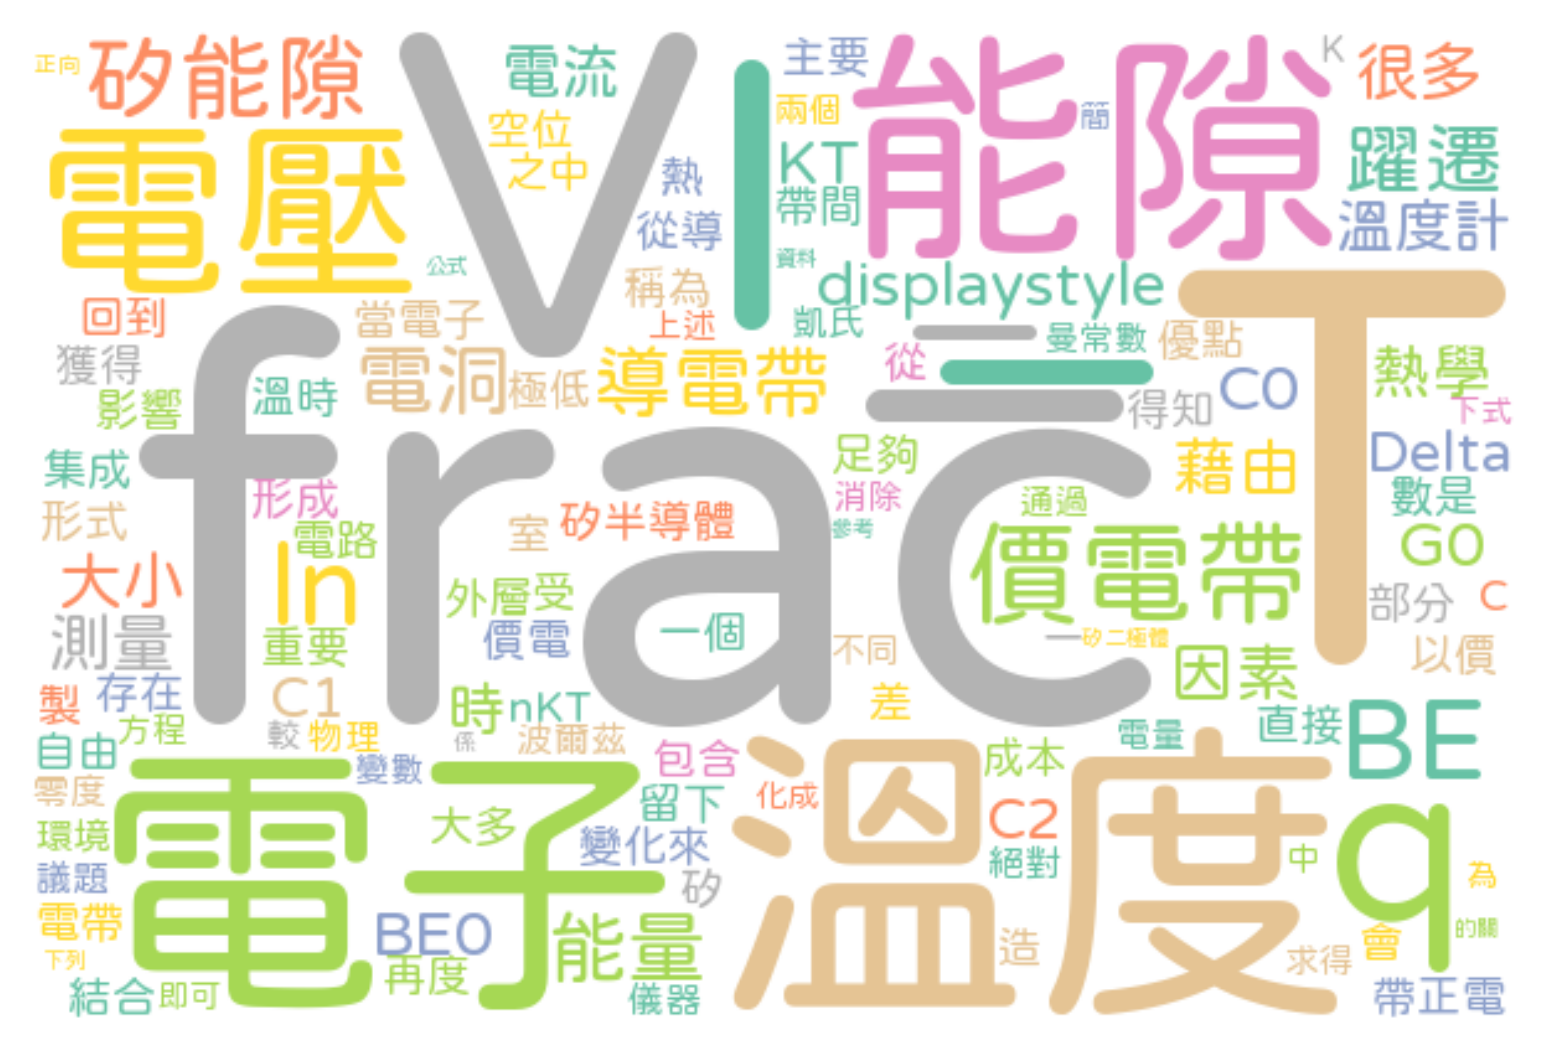 正向
矽能隙
V
電流
主要
能隙
K
很多
空位
之中
兩個
簡
電壓
熱
I
KT
躍遷
從導
帶間
溫度計
公式
資料
稱為
displaystyle
T
回到
當電子
上述
凱氏
曼常數
優點
獲得
電洞
極低
導電帶
從
C0
熱學
影響
溫時
得知
下式
frac
集成
足夠
藉由
Delta
形成
消除
通過
數是
形式
電路
室
矽半導體
參考
價電帶
G0
大小
ln
外層受
部分
C
測量
重要
價電
一個
不同
矽二極體
以價
因素
製
存在
C1
時
nKT
差
方程
較
物理
係
波爾茲
電量
直接
BE
自由
變數
包含
成本
零度
電子
留下
化成
溫度
環境
大多
變化來
C2
q
議題
矽
絕對
中
為
電帶
BE0
能量
造
會
的關
下列
再度
求得
結合
即可
儀器
帶正電